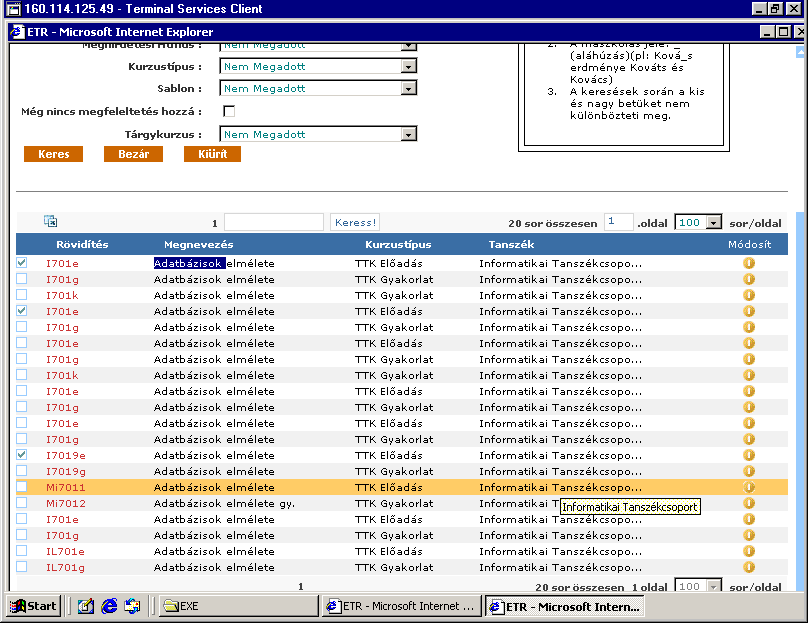 160.114.125.49 - Terminal Services Client
ETR - Microsoft Internet Explorer
Meghirdetési Műhus : Nem Megadott
Kurzustípus : Nem Megadott
Sablon : Nem Megadott
Még nincs megfeleltetés hozzá :
Tárgykurzus : Nem Megadott
Keres Bezár Kiürít
2. A maszkolás jele: _
(aláhúzás)(pl: Ková_s
erdménye Kováts és
Kovács)
3. A keresések során a kis
és nagy betüket nem
különbözteti meg.
1 Keress! 20 sor összesen 1 .oldal 100 sor/oldal
Rövidítés Megnevezés Kurzustípus Tanszék Módosít
I701e Adatbázisok elmélete TTK Előadás Informatikai Tanszékcsopo...
I701g Adatbázisok elmélete TTK Gyakorlat Informatikai Tanszékcsopo...
I701k Adatbázisok elmélete TTK Gyakorlat Informatikai Tanszékcsopo...
I701e Adatbázisok elmélete TTK Előadás Informatikai Tanszékcsopo...
I701g Adatbázisok elmélete TTK Gyakorlat Informatikai Tanszékcsopo...
I701e Adatbázisok elmélete TTK Előadás Informatikai Tanszékcsopo...
I701g Adatbázisok elmélete TTK Gyakorlat Informatikai Tanszékcsopo...
I701k Adatbázisok elmélete TTK Gyakorlat Informatikai Tanszékcsopo...
I701e Adatbázisok elmélete TTK Előadás Informatikai Tanszékcsopo...
I701g Adatbázisok elmélete TTK Gyakorlat Informatikai Tanszékcsopo...
I701e Adatbázisok elmélete TTK Előadás Informatikai Tanszékcsopo...
I701g Adatbázisok elmélete TTK Gyakorlat Informatikai Tanszékcsopo...
I7019e Adatbázisok elmélete TTK Előadás Informatikai Tanszékcsopo...
I7019g Adatbázisok elmélete TTK Gyakorlat Informatikai Tanszékcsopo...
Mi7011 Adatbázisok elmélete TTK Előadás Informatikai Tanszékcsopo...
Mi7012 Adatbázisok elmélete gy. TTK Gyakorlat Informatikai T
Informatikai Tanszékcsoport
I701e Adatbázisok elmélete TTK Előadás Informatikai Tanszékcsopo...
I701g Adatbázisok elmélete TTK Gyakorlat Informatikai Tanszékcsopo...
IL701e Adatbázisok elmélete TTK Előadás Informatikai Tanszékcsopo...
IL701g Adatbázisok elmélete TTK Gyakorlat Informatikai Tanszékcsopo...
1 20 sor összesen 1 oldal 100 sor/oldal
Start EXE ETR - Microsoft Internet ... ETR - Microsoft Intern...